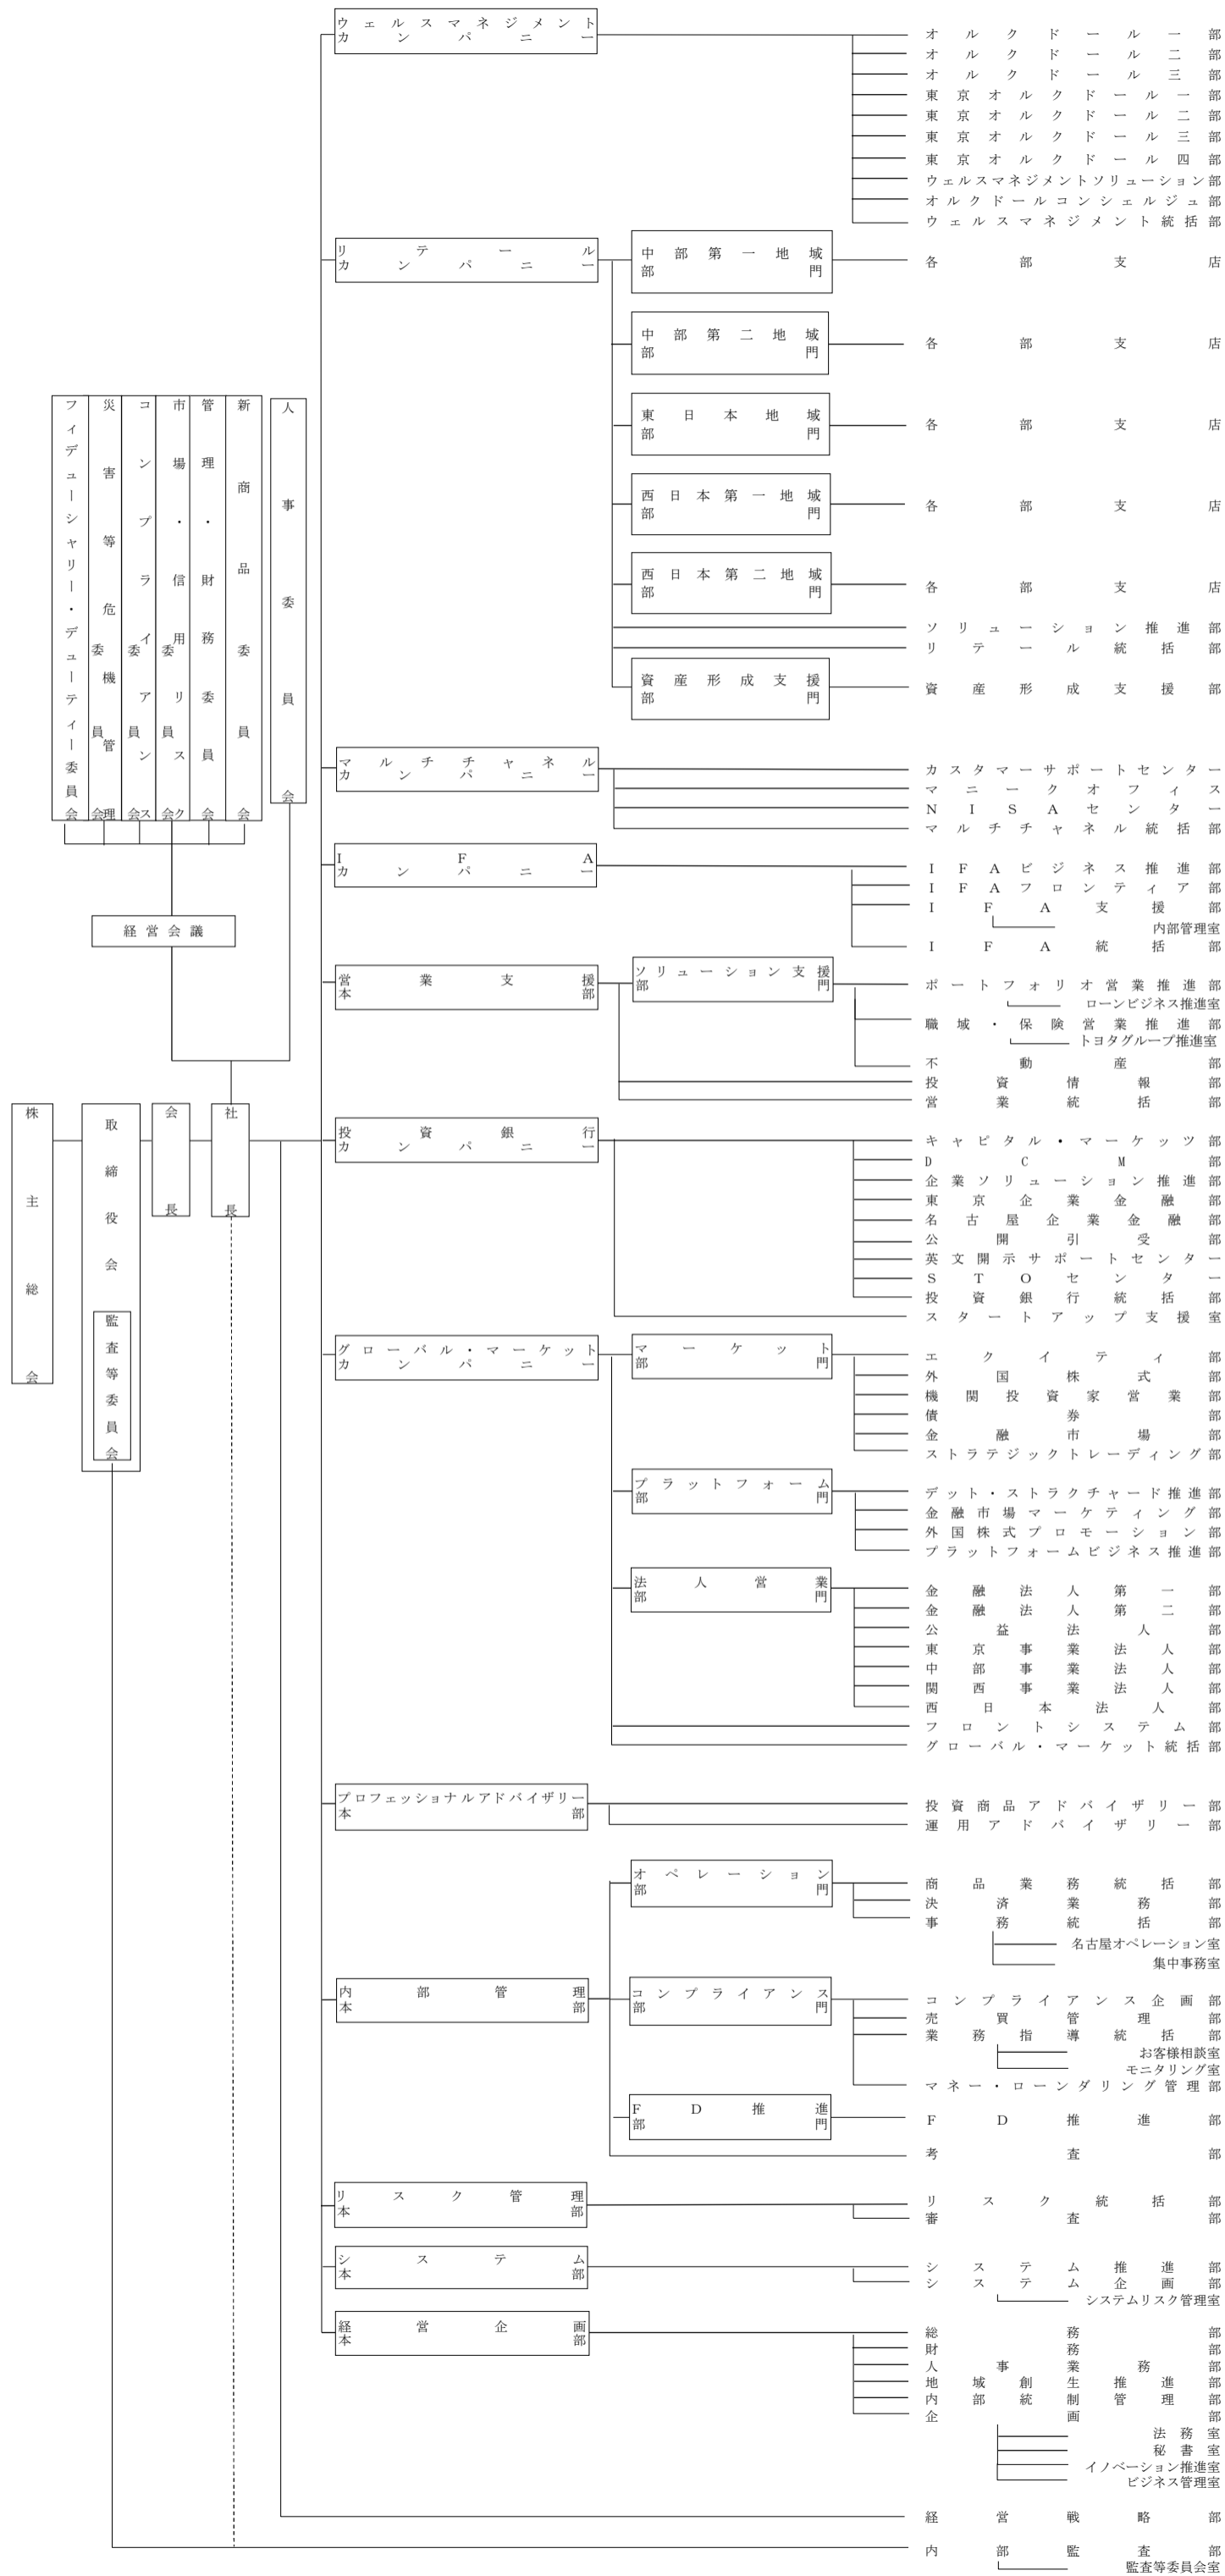 株主総会
取締役会
監査等委員会
会長
社長
経営会議
フィデューシャリー・デューティー委員会
災害等危機管理委員会
コンプライアンス委員会
市場・信用リスク委員会
管理・財務委員会
新商品委員会
人事委員会
ウェルスマネジメント
カンパニー
オルクドール一部
オルクドール二部
オルクドール三部
東京オルクドール一部
東京オルクドール二部
東京オルクドール三部
東京オルクドール四部
ウェルスマネジメントソリューション部
オルクドールコンシェルジュ部
ウェルスマネジメント統括部
リテール
カンパニー
中部第一地域
部門
各部支店
中部第二地域
部門
各部支店
東日本地域
部門
各部支店
西日本第一地域
部門
各部支店
西日本第二地域
部門
各部支店
ソリューション推進部
リテール統括部
資産形成支援
部門
資産形成支援部
マルチチャネル
カンパニー
カスタマーサポートセンター
マニークオフィス
NISAセンター
マルチチャネル統括部
IFA
カンパニー
IFAビジネス推進部
IFAフロンティア部
IFA支援部
内部管理室
IFA統括部
営業支援
本部
ソリューション支援
部門
ポートフォリオ営業推進部
ローンビジネス推進室
職域・保険営業推進部
トヨタグループ推進室
不動産部
投資情報部
営業統括部
投資銀行
カンパニー
キャピタル・マーケッツ部
DCM部
企業ソリューション推進部
東京企業金融部
名古屋企業金融部
公開引受部
英文開示サポートセンター
STOセンター
投資銀行統括部
スタートアップ支援室
グローバル・マーケット
カンパニー
マーケット
部門
エクイティ部
外国株式部
機関投資家営業部
債券部
金融市場部
ストラテジックトレーディング部
プラットフォーム
部門
デット・ストラクチャード推進部
金融市場マーケティング部
外国株式プロモーション部
プラットフォームビジネス推進部
法人営業
部門
金融法人第一部
金融法人第二部
公益法人部
東京事業法人部
中部事業法人部
関西事業法人部
西日本法人部
フロントシステム部
グローバル・マーケット統括部
プロフェッショナルアドバイザリー
本部
投資商品アドバイザリー部
運用アドバイザリー部
内部管理
本部
オペレーション
部門
商品業務統括部
決済業務部
事務統括部
名古屋オペレーション室
集中事務室
コンプライアンス
部門
コンプライアンス企画部
売買管理部
業務指導統括部
お客様相談室
モニタリング室
マネー・ローンダリング管理部
FD推進
部門
FD推進部
考査部
リスク管理
本部
リスク統括部
審査部
システム
本部
システム推進部
システム企画部
システムリスク管理室
経営企画
本部
総務部
財務部
人事業務部
地域創生推進部
内部統制管理部
企画部
法務室
秘書室
イノベーション推進室
ビジネス管理室
経営戦略部
内部監査部
監査等委員会室